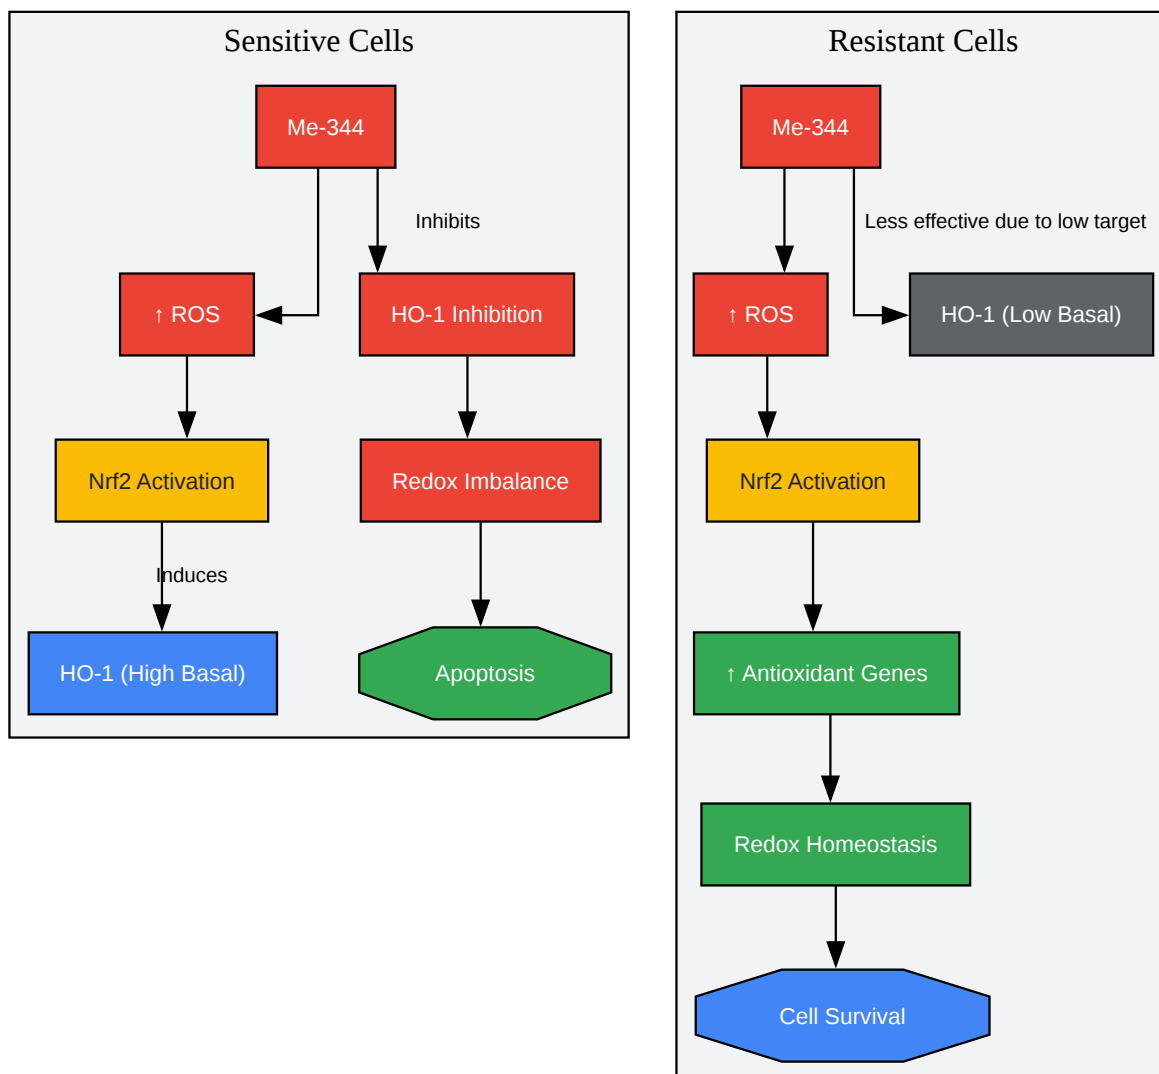 Sensitive Cells
Me-344
Inhibits
↑ ROS
HO-1 Inhibition
Nrf2 Activation
Redox Imbalance
Induces
HO-1 (High Basal)
Apoptosis
Resistant Cells
Me-344
Less effective due to low target
↑ ROS
HO-1 (Low Basal)
Nrf2 Activation
↑ Antioxidant Genes
Redox Homeostasis
Cell Survival